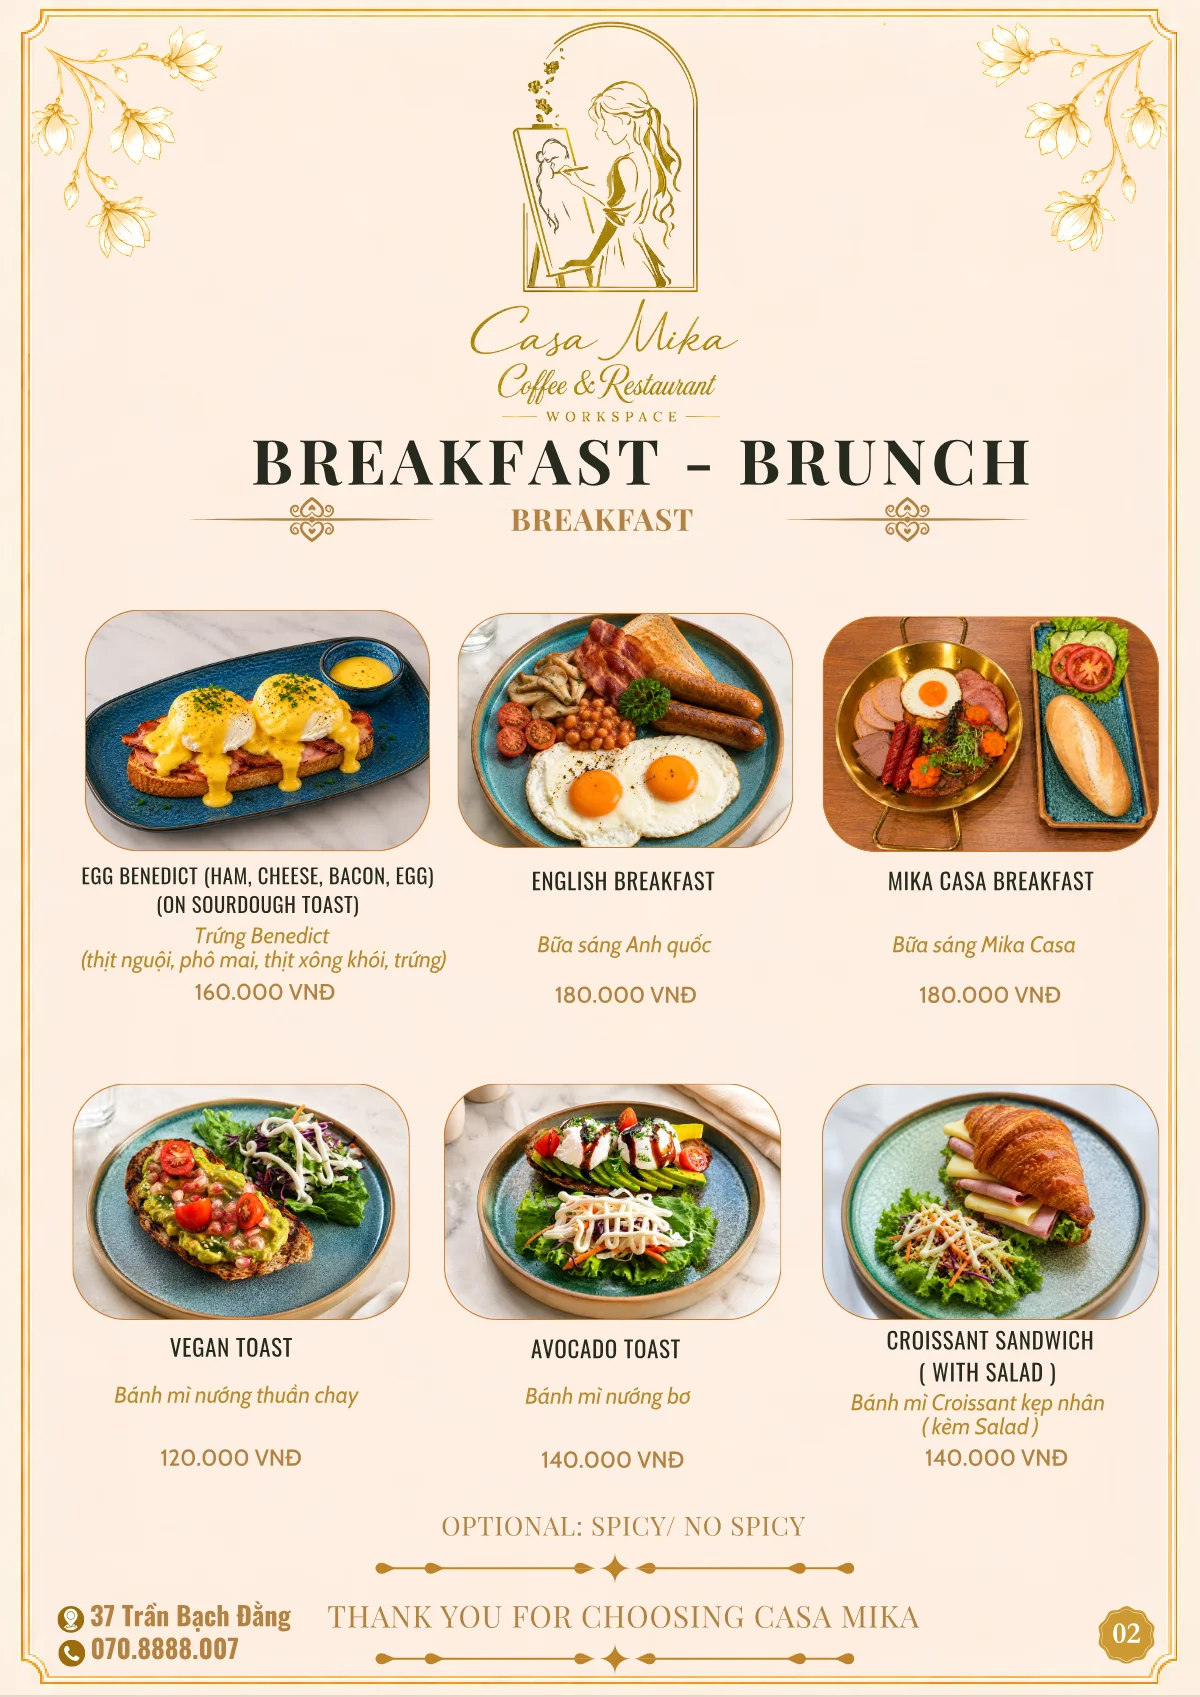 Casa Mika
Coffee & Restaurant
WORKSPACE
BREAKFAST - BRUNCH
BREAKFAST
EGG BENEDICT (HAM, CHEESE, BACON, EGG)
(ON SOURDOUGH TOAST)
Trứng Benedict
(thịt nguội, phô mai, thịt xông khói, trứng)
160.000 VNĐ
ENGLISH BREAKFAST
Bữa sáng Anh quốc
180.000 VNĐ
MIKA CASA BREAKFAST
Bữa sáng Mika Casa
180.000 VNĐ
VEGAN TOAST
Bánh mì nướng thuần chay
120.000 VNĐ
AVOCADO TOAST
Bánh mì nướng bơ
140.000 VNĐ
CROISSANT SANDWICH
( WITH SALAD )
Bánh mì Croissant kẹp nhân
( kèm Salad )
140.000 VNĐ
OPTIONAL: SPICY/ NO SPICY
37 Trần Bạch Đằng
070.8888.007
THANK YOU FOR CHOOSING CASA MIKA
02